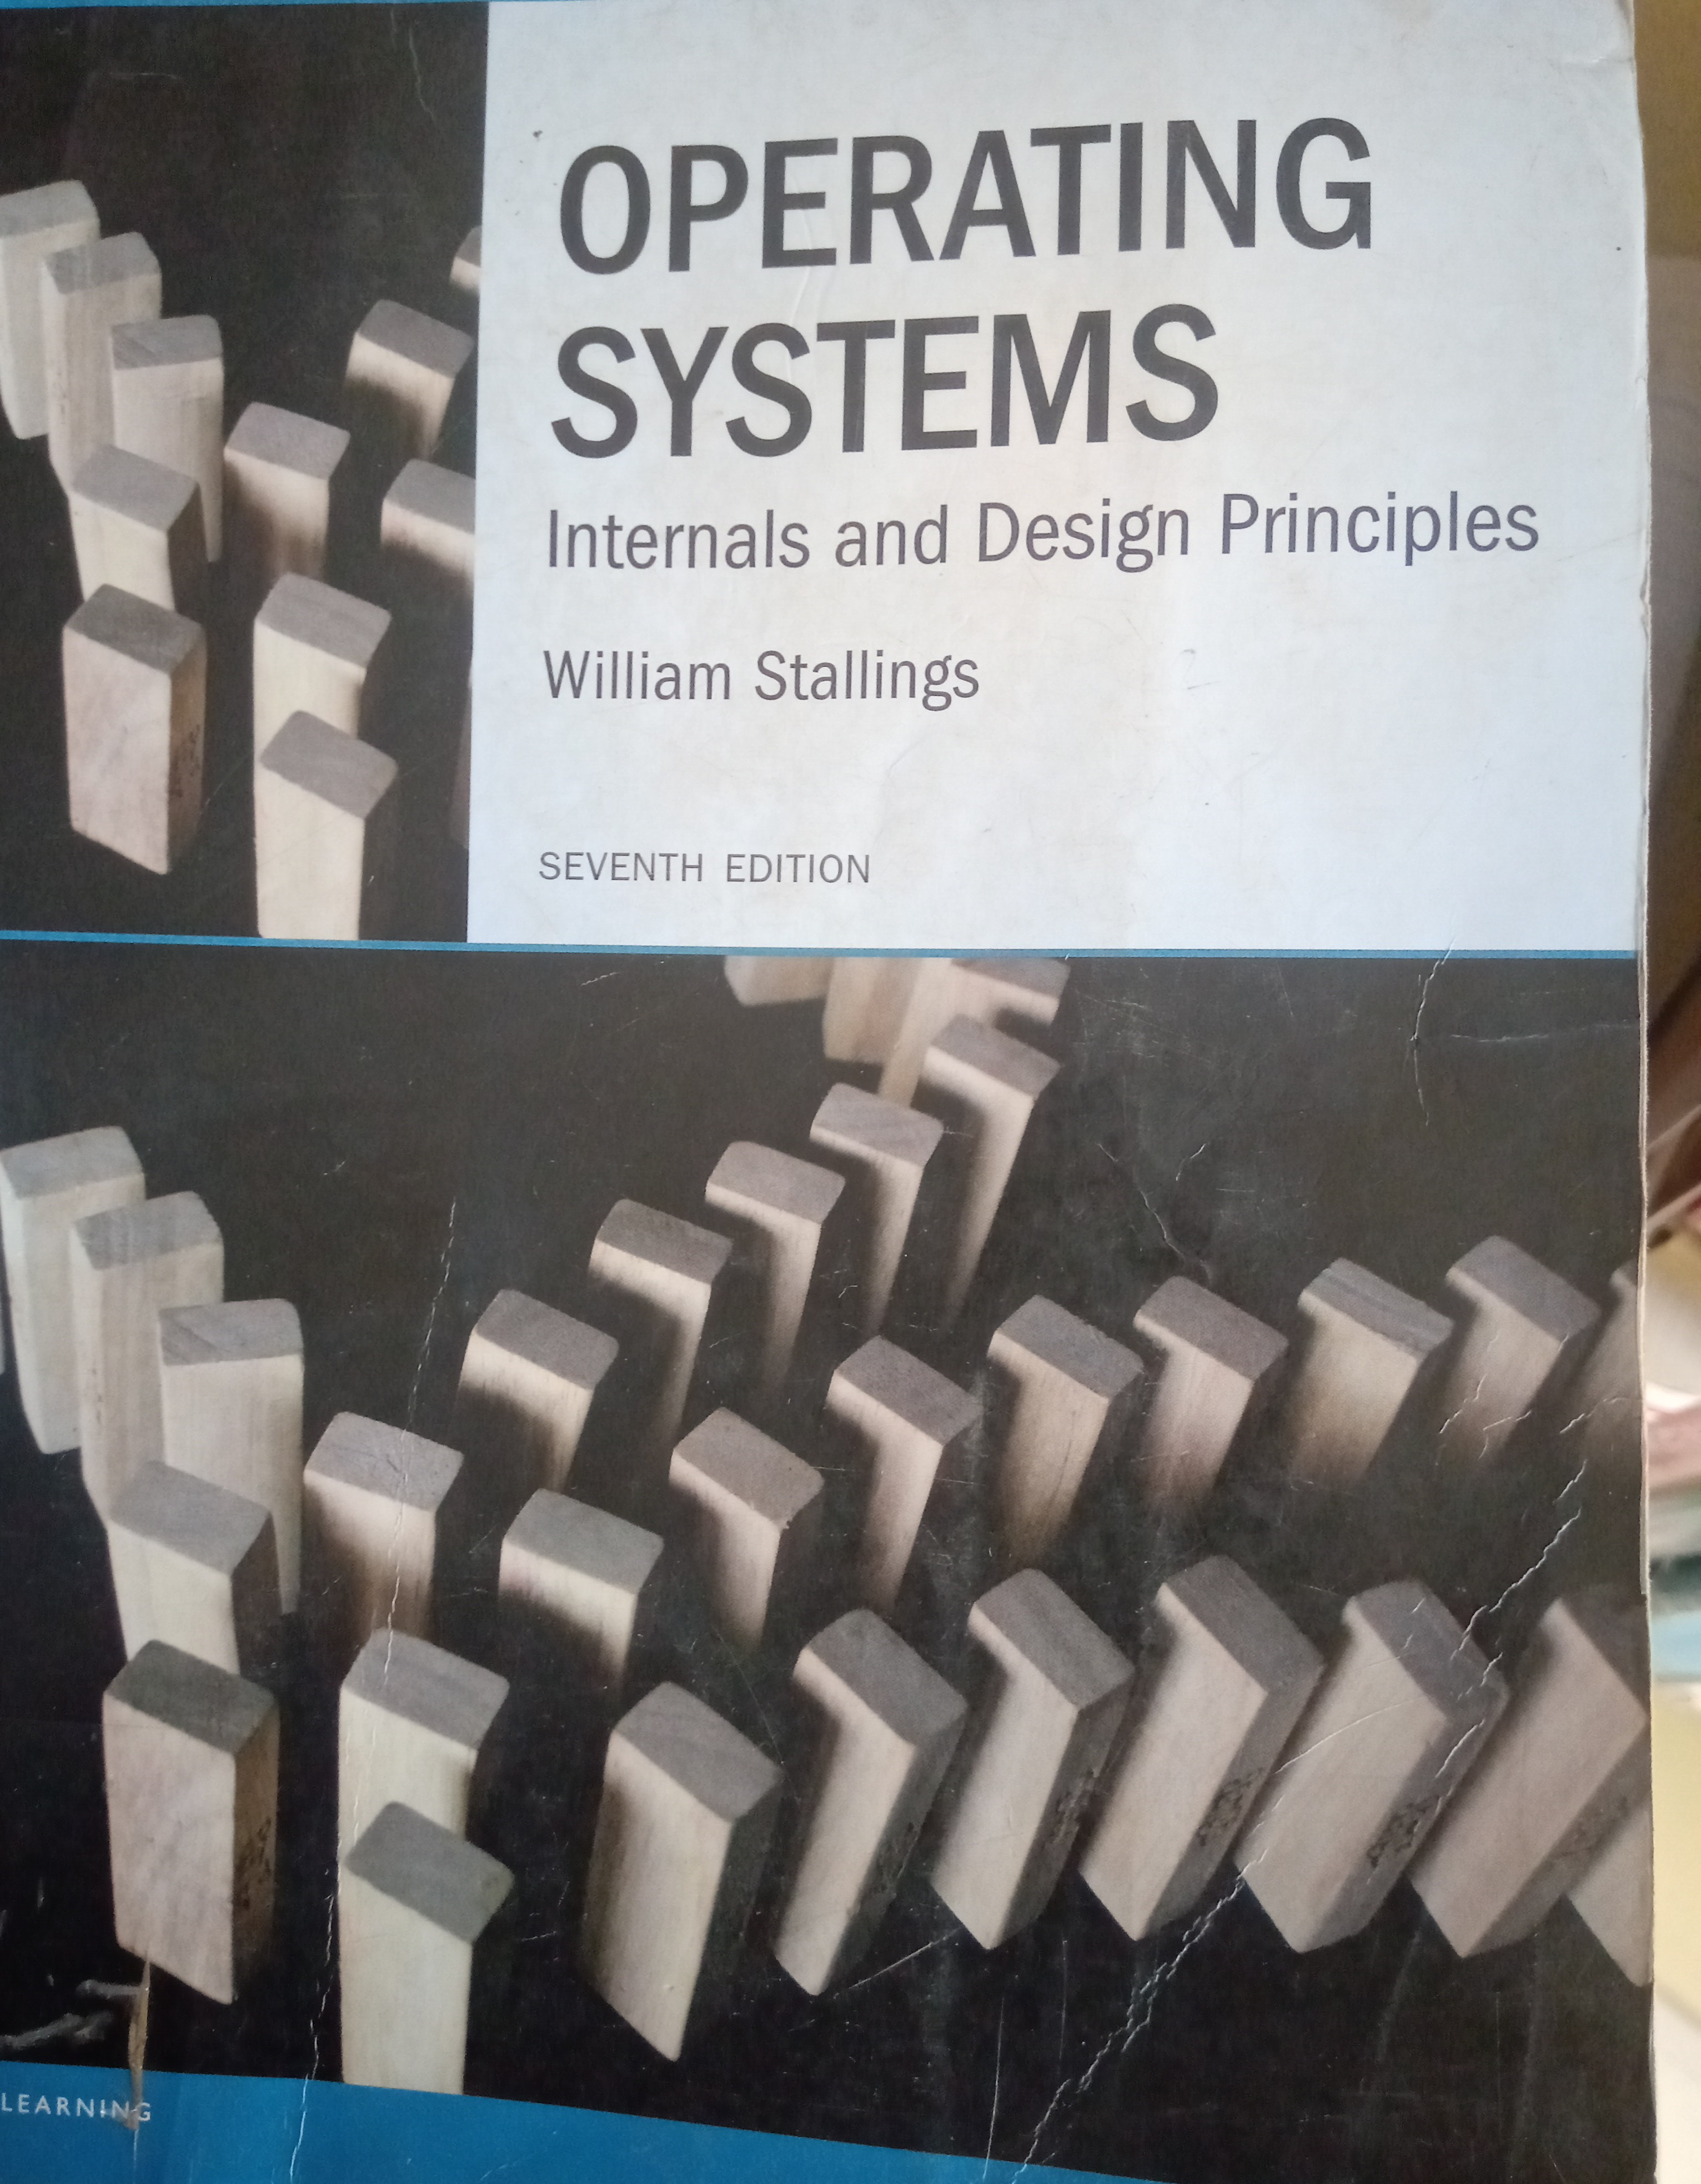 OPERATING
SYSTEMS
Internals and Design Principles
William Stallings
SEVENTH EDITION
LEARNING